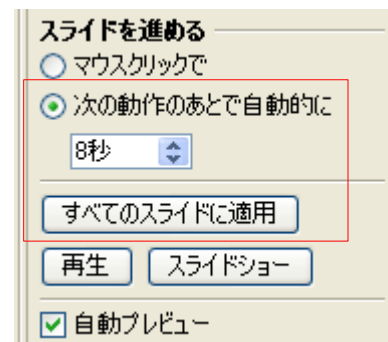 スライドを進める
マウスクリックで
次の動作のあとで自動的に
8秒
すべてのスライドに適用
再生 スライドショー
自動プレビュー